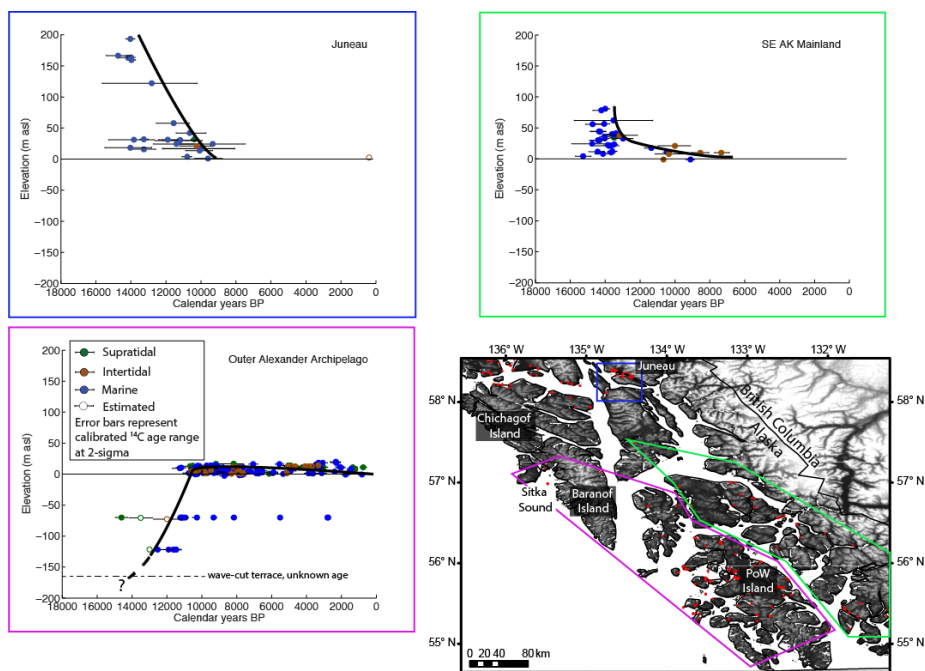 Juneau
Elevation (m asl)
200
150
100
50
0
−50
−100
−150
−200
18000 16000 14000 12000 10000 8000 6000 4000 2000 0
Calendar years BP
SE AK Mainland
Elevation (m asl)
200
150
100
50
0
−50
−100
−150
−200
18000 16000 14000 12000 10000 8000 6000 4000 2000 0
Calendar years BP
Outer Alexander Archipelago
Supratidal
Intertidal
Marine
Estimated
Error bars represent
calibrated ¹⁴C age range
at 2-sigma
Elevation (m asl)
200
150
100
50
0
−50
−100
−150
−200
?
wave-cut terrace, unknown age
18000 16000 14000 12000 10000 8000 6000 4000 2000 0
Calendar years BP
136° W 135° W 134° W 133° W 132° W
Juneau
British Columbia
Alaska
Chichagof
Island
Sitka
Sound
Baranof
Island
PoW
Island
58° N
57° N
56° N
55° N
0 20 40 80 km